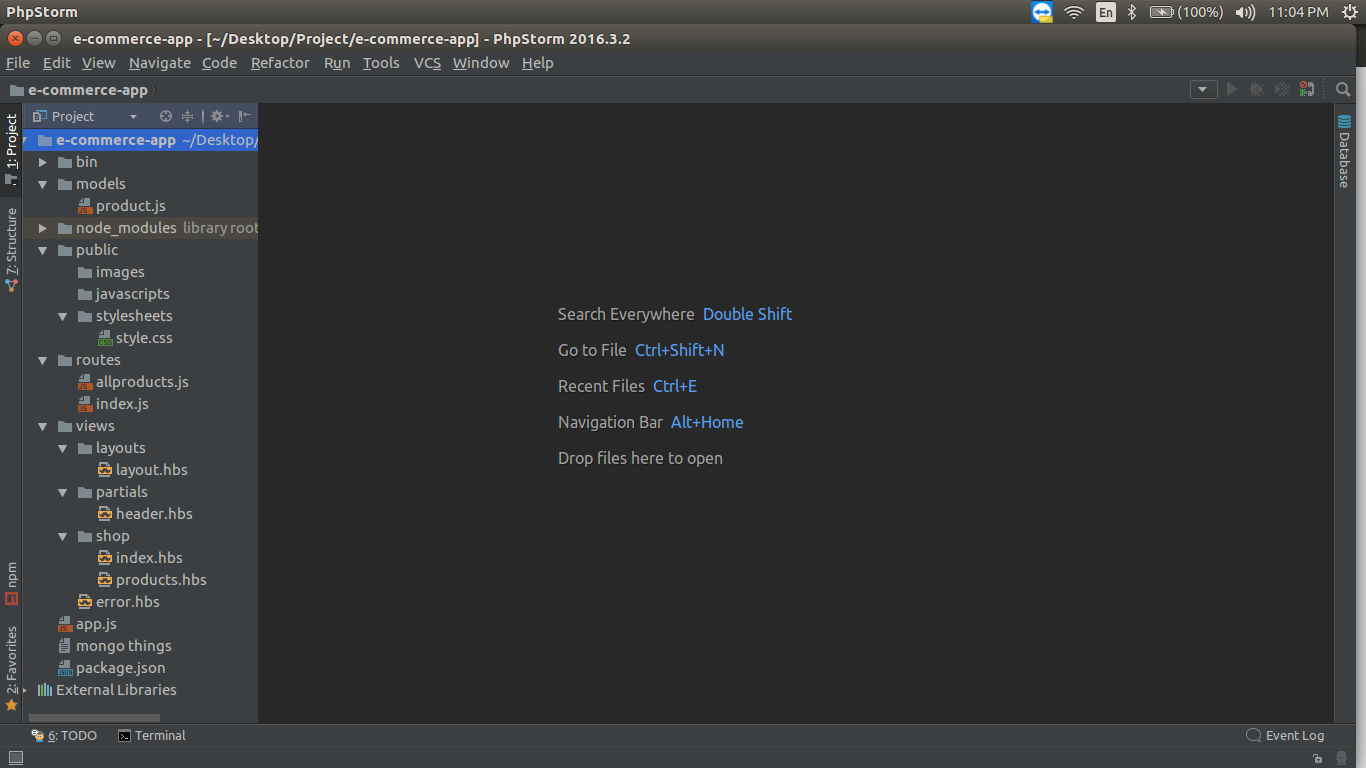 PhpStorm
En
(100%)
11:04 PM
e-commerce-app - [~/Desktop/Project/e-commerce-app] - PhpStorm 2016.3.2
File Edit View Navigate Code Refactor Run Tools VCS Window Help
e-commerce-app
1: Project
7: Structure
npm
2: Favorites
Project
e-commerce-app ~/Desktop/
bin
models
product.js
node_modules library root
public
images
javascripts
stylesheets
style.css
routes
allproducts.js
index.js
views
layouts
layout.hbs
partials
header.hbs
shop
index.hbs
products.hbs
error.hbs
app.js
mongo things
package.json
External Libraries
Search Everywhere Double Shift
Go to File Ctrl+Shift+N
Recent Files Ctrl+E
Navigation Bar Alt+Home
Drop files here to open
Database
6: TODO
Terminal
Event Log